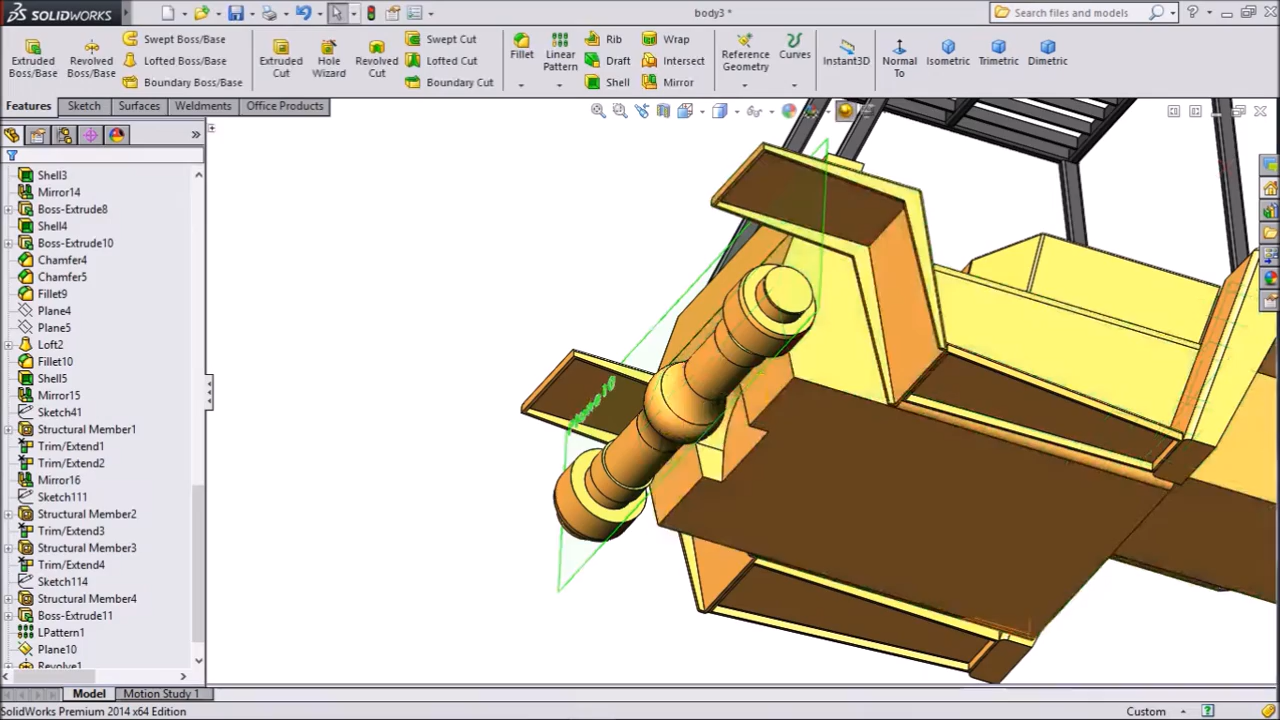 SOLIDWORKS
body3 *
Search files and models
Extruded Boss/Base
Revolved Boss/Base
Swept Boss/Base
Lofted Boss/Base
Boundary Boss/Base
Extruded Cut
Hole Wizard
Revolved Cut
Swept Cut
Lofted Cut
Boundary Cut
Fillet
Linear Pattern
Rib
Draft
Shell
Wrap
Intersect
Mirror
Reference Geometry
Curves
Instant3D
Normal To
Isometric
Trimetric
Dimetric
Features
Sketch
Surfaces
Weldments
Office Products
Shell3
Mirror14
Boss-Extrude8
Shell4
Boss-Extrude10
Chamfer4
Chamfer5
Fillet9
Plane4
Plane5
Loft2
Fillet10
Shell5
Mirror15
Sketch41
Structural Member1
Trim/Extend1
Trim/Extend2
Mirror16
Sketch111
Structural Member2
Trim/Extend3
Structural Member3
Trim/Extend4
Sketch114
Structural Member4
Boss-Extrude11
LPattern1
Plane10
Revolve1
Model
Motion Study 1
SolidWorks Premium 2014 x64 Edition
Custom